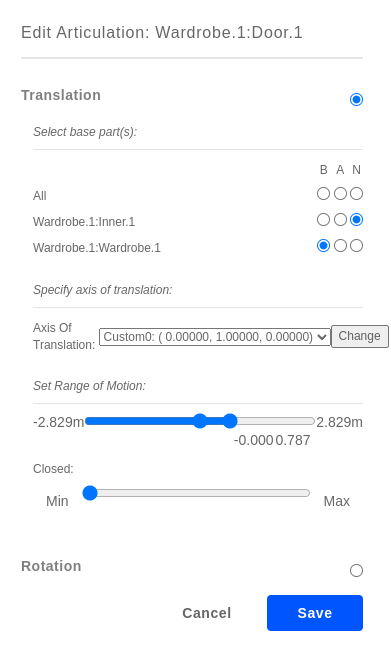 Edit Articulation: Wardrobe.1:Door.1
Translation
Select base part(s):
B A N
All
Wardrobe.1:Inner.1
Wardrobe.1:Wardrobe.1
Specify axis of translation:
Axis Of
Translation: Custom0: ( 0.00000, 1.00000, 0.00000) Change
Set Range of Motion:
-2.829m 2.829m
-0.000 0.787
Closed:
Min Max
Rotation
Cancel Save